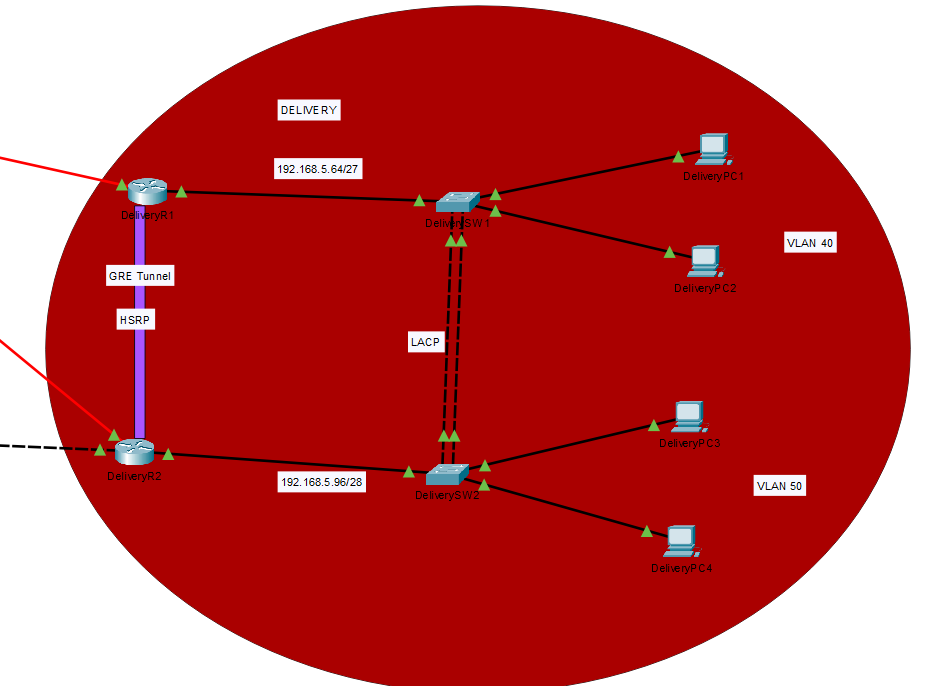 DELIVERY
192.168.5.64/27
DeliveryPC1
DeliveryR1
DeliverySW1
VLAN 40
GRE Tunnel
DeliveryPC2
HSRP
LACP
DeliveryPC3
DeliveryR2
192.168.5.96/28
DeliverySW2
VLAN 50
DeliveryPC4